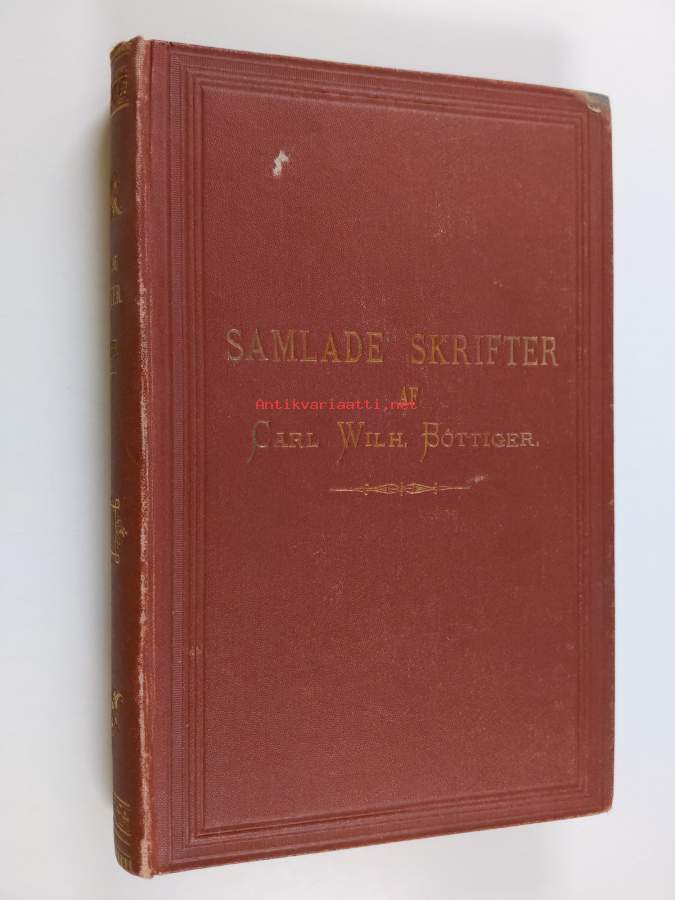 SAMLADE SKRIFTER
AF
Antikvariaatti.net
CARL WILH. BÖTTIGER.